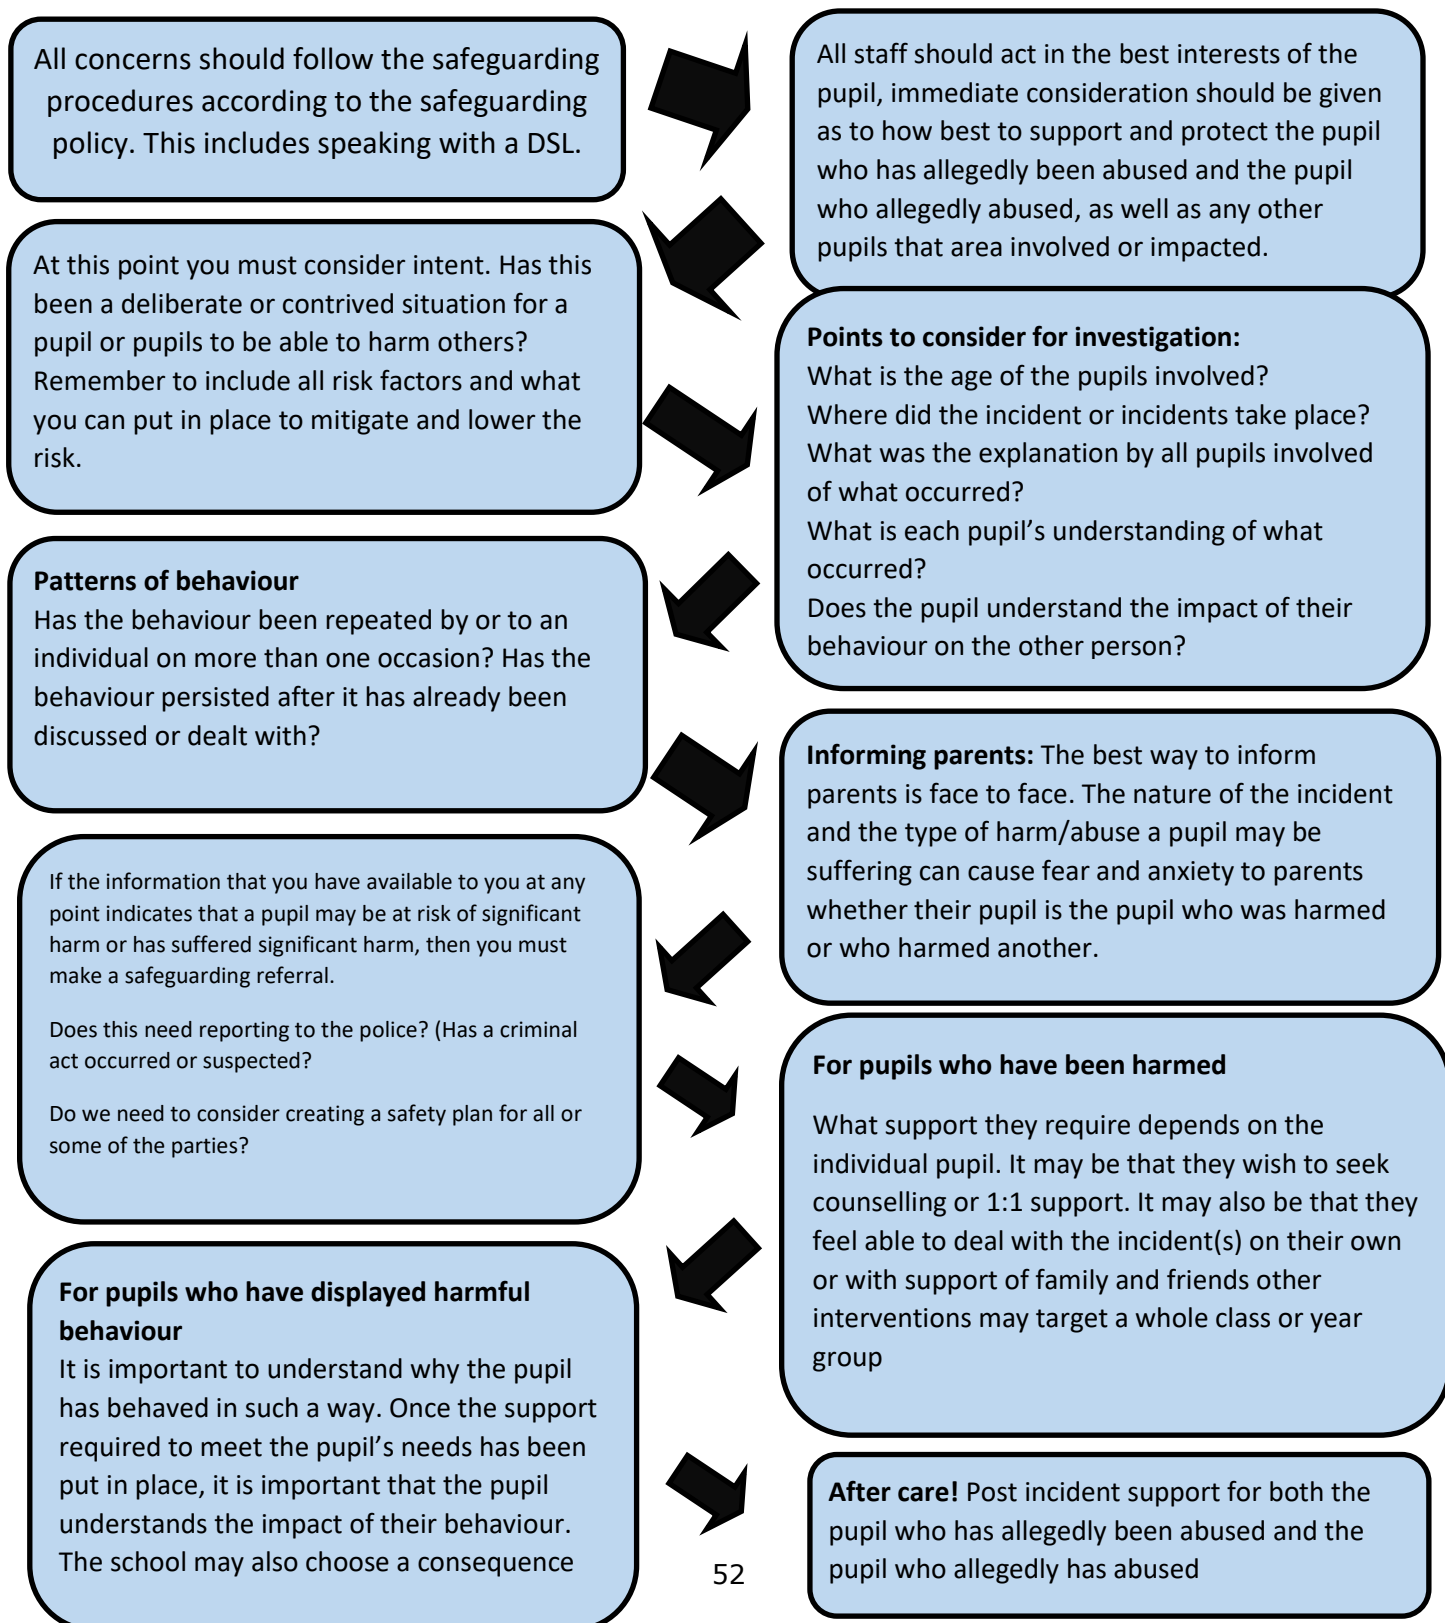 All concerns should follow the safeguarding
procedures according to the safeguarding
policy. This includes speaking with a DSL.
All staff should act in the best interests of the
pupil, immediate consideration should be given
as to how best to support and protect the pupil
who has allegedly been abused and the pupil
who allegedly abused, as well as any other
pupils that area involved or impacted.
At this point you must consider intent. Has this
been a deliberate or contrived situation for a
pupil or pupils to be able to harm others?
Remember to include all risk factors and what
you can put in place to mitigate and lower the
risk.
Points to consider for investigation:
What is the age of the pupils involved?
Where did the incident or incidents take place?
What was the explanation by all pupils involved
of what occurred?
What is each pupil’s understanding of what
occurred?
Does the pupil understand the impact of their
behaviour on the other person?
Patterns of behaviour
Has the behaviour been repeated by or to an
individual on more than one occasion? Has the
behaviour persisted after it has already been
discussed or dealt with?
Informing parents: The best way to inform
parents is face to face. The nature of the incident
and the type of harm/abuse a pupil may be
suffering can cause fear and anxiety to parents
whether their pupil is the pupil who was harmed
or who harmed another.
If the information that you have available to you at any
point indicates that a pupil may be at risk of significant
harm or has suffered significant harm, then you must
make a safeguarding referral.
Does this need reporting to the police? (Has a criminal
act occurred or suspected?
Do we need to consider creating a safety plan for all or
some of the parties?
For pupils who have been harmed
What support they require depends on the
individual pupil. It may be that they wish to seek
counselling or 1:1 support. It may also be that they
feel able to deal with the incident(s) on their own
or with support of family and friends other
interventions may target a whole class or year
group
For pupils who have displayed harmful
behaviour
It is important to understand why the pupil
has behaved in such a way. Once the support
required to meet the pupil’s needs has been
put in place, it is important that the pupil
understands the impact of their behaviour.
The school may also choose a consequence
After care! Post incident support for both the
pupil who has allegedly been abused and the
pupil who allegedly has abused
52